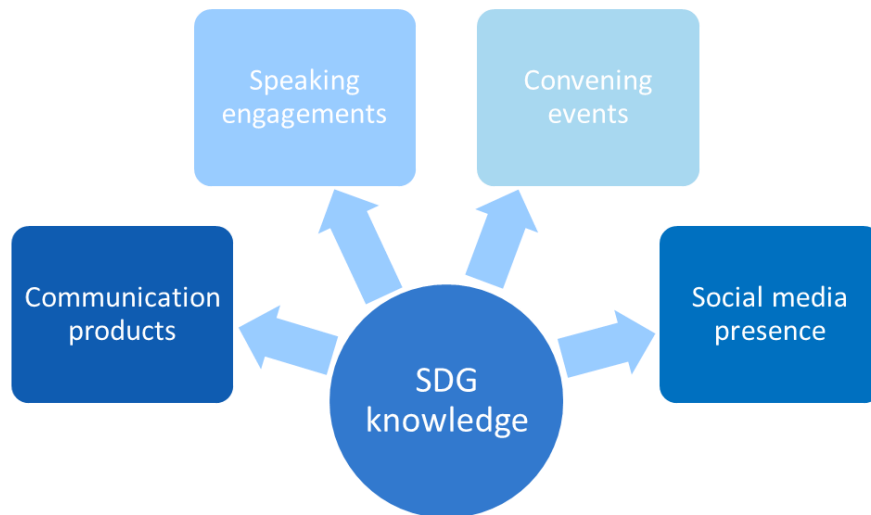 Speaking
engagements
Convening
events
Communication
products
Social media
presence
SDG
knowledge